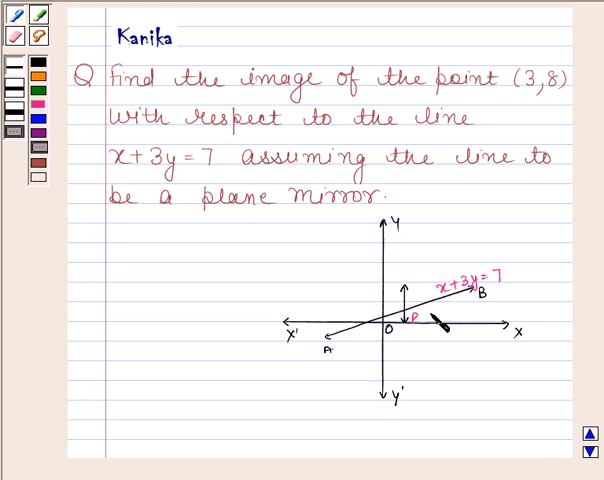 Kanika
Q Find the image of the point (3,8)
with respect to the line
x+3y=7 assuming the line to
be a plane mirror.
Y
x+3y=7
B
P
X'
O
X
A
Y'